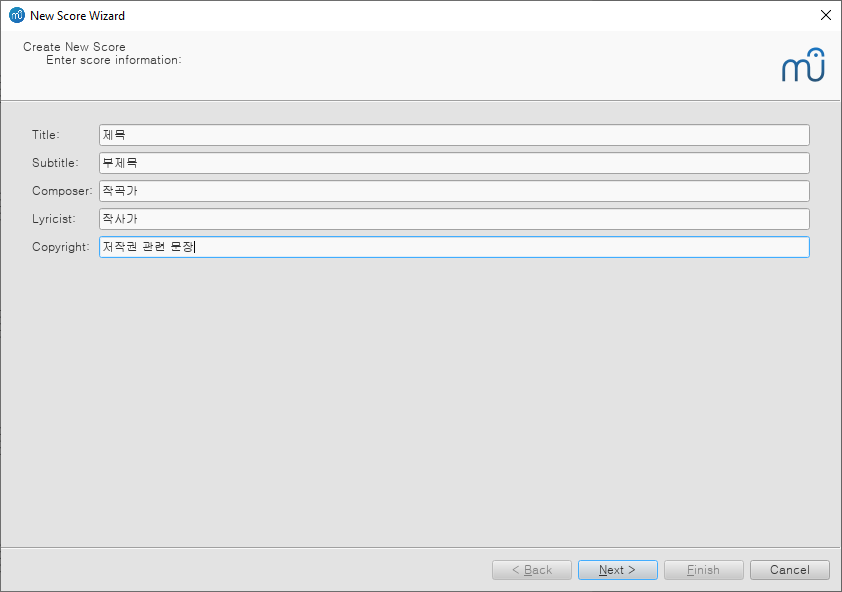 New Score Wizard
Create New Score
Enter score information:
Title: 제목
Subtitle: 부제목
Composer: 작곡가
Lyricist: 작사가
Copyright: 저작권 관련 문장
< Back Next > Finish Cancel